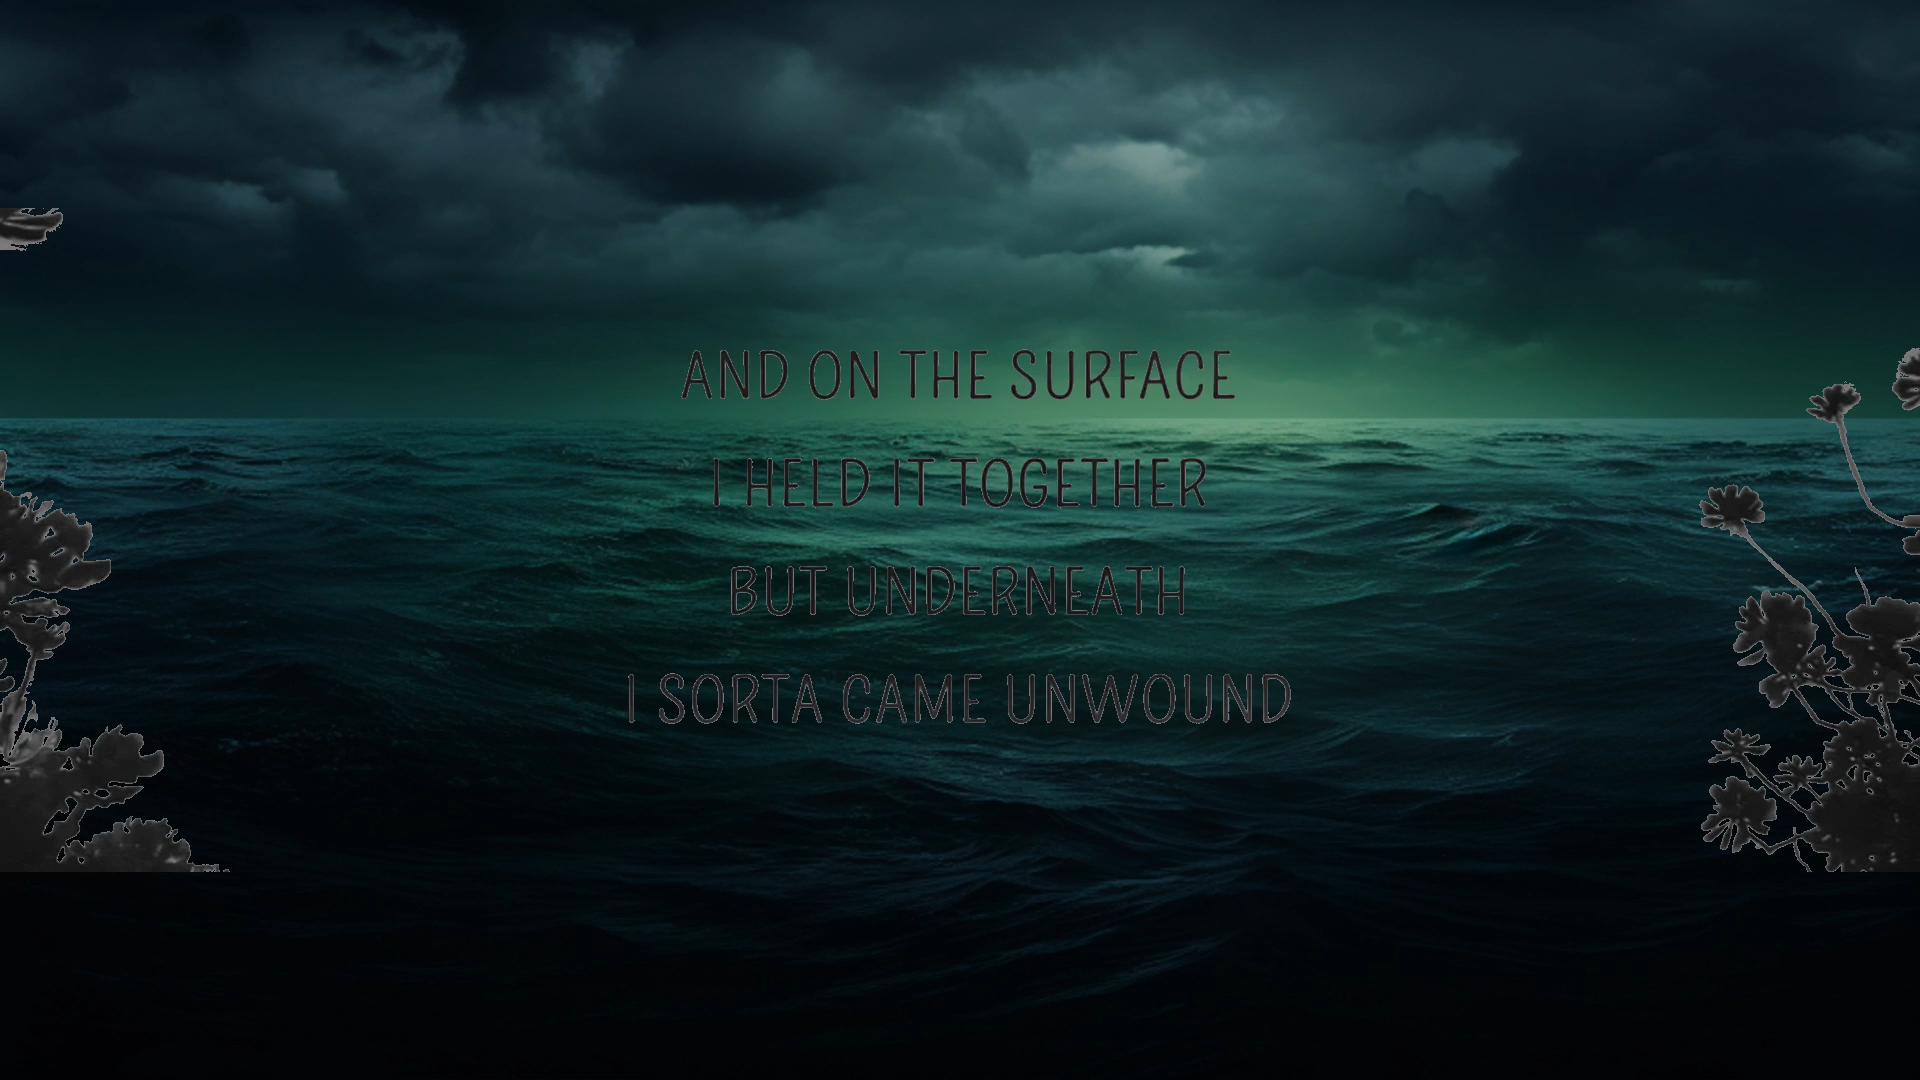 AND ON THE SURFACE
I HELD IT TOGETHER
BUT UNDERNEATH
I SORTA CAME UNWOUND